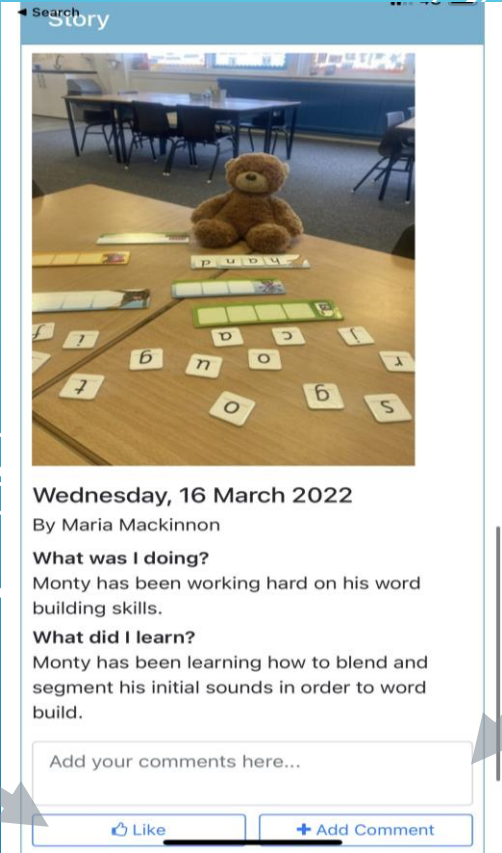 Search
Story
hand
Wednesday, 16 March 2022
By Maria Mackinnon
What was I doing?
Monty has been working hard on his word
building skills.
What did I learn?
Monty has been learning how to blend and
segment his initial sounds in order to word
build.
Add your comments here...
Like
Add Comment